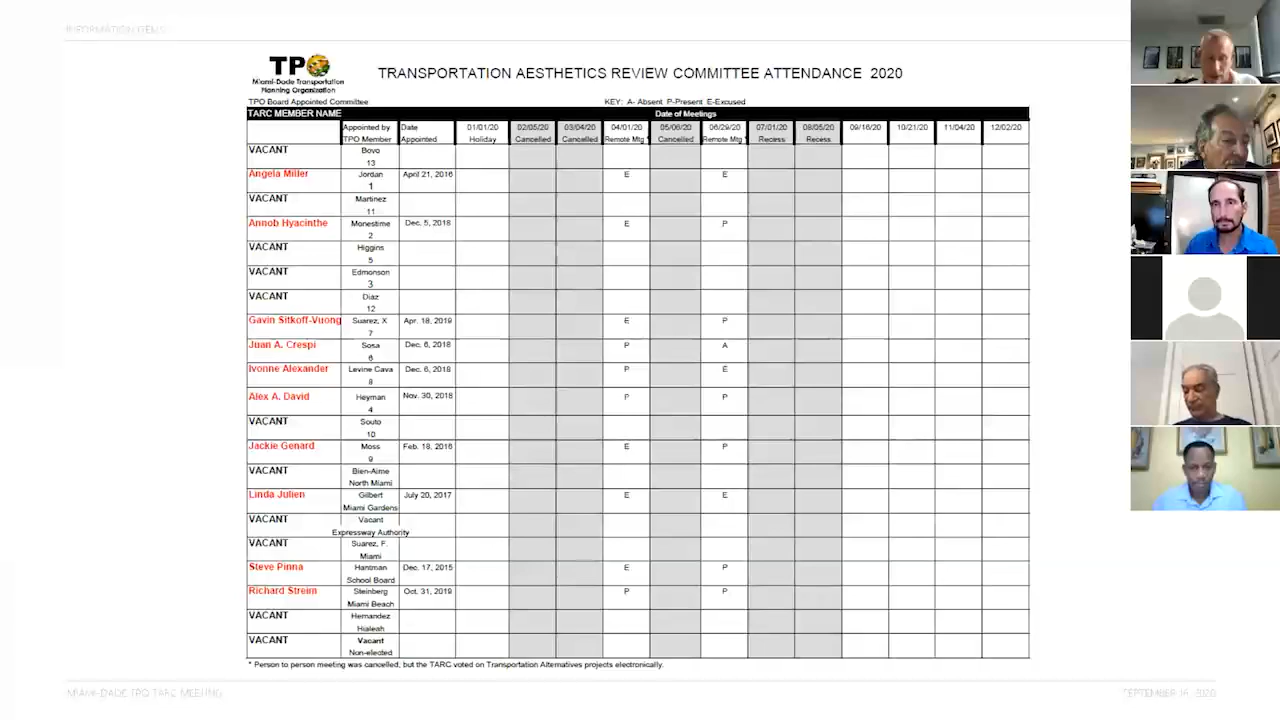 INFORMATION ITEMS
TPO
Miami-Dade Transportation
Planning Organization
TRANSPORTATION AESTHETICS REVIEW COMMITTEE ATTENDANCE 2020
TPO Board Appointed Committee KEY: A- Absent P-Present E-Excused
TARC MEMBER NAME Date of Meetings
Appointed by Date 01/01/20 02/05/20 03/04/20 04/01/20 05/06/20 06/29/20 07/01/20 08/05/20 09/16/20 10/21/20 11/04/20 12/02/20
TPO Member Appointed Holiday Cancelled Cancelled Remote Mtg * Cancelled Remote Mtg Recess Recess
VACANT Bovo
13
Angela Miller Jordan April 21, 2016 E E
1
VACANT Martinez
11
Annob Hyacinthe Monestime Dec. 5, 2018 E P
2
VACANT Higgins
5
VACANT Edmonson
3
VACANT Diaz
12
Gavin Sitkoff-Vuong Suarez, X Apr. 18, 2019 E P
7
Juan A. Crespi Sosa Dec. 6, 2018 P A
6
Ivonne Alexander Levine Cava Dec. 6, 2018 P E
8
Alex A. David Heyman Nov. 30, 2018 P P
4
VACANT Souto
10
Jackie Genard Moss Feb. 18, 2016 E P
9
VACANT Bien-Aime
North Miami
Linda Julien Gilbert July 20, 2017 E E
Miami Gardens
VACANT Vacant
Expressway Authority
VACANT Suarez, F.
Miami
Steve Pinna Hantman Dec. 17, 2015 E P
School Board
Richard Streim Steinberg Oct. 31, 2019 P P
Miami Beach
VACANT Hernandez
Hialeah
VACANT Vacant
Non-elected
* Person to person meeting was cancelled, but the TARC voted on Transportation Alternatives projects electronically.
MIAMI-DADE TPO TARC MEETING SEPTEMBER 16, 2020